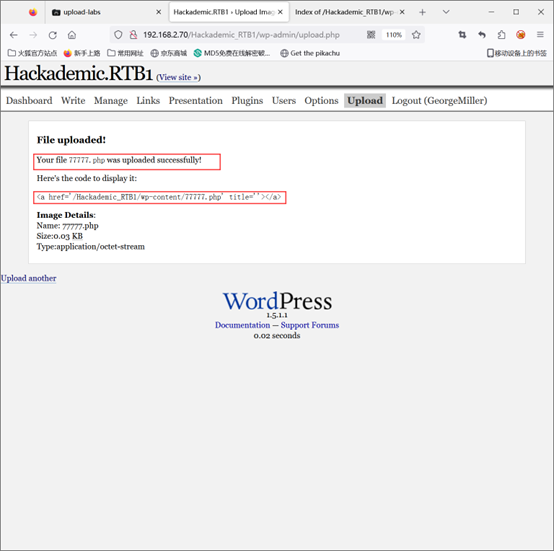 upload-labs
Hackademic.RTB1 › Upload Imag
Index of /Hackademic_RTB1/wp-
192.168.2.70/Hackademic_RTB1/wp-admin/upload.php
110%
火狐官方站点
新手上路
常用网址
京东商城
MD5免费在线解密破...
Get the pikachu
移动设备上的书签
Hackademic.RTB1 (View site »)
Dashboard Write Manage Links Presentation Plugins Users Options Upload Logout (GeorgeMiller)
File uploaded!
Your file 77777.php was uploaded successfully!
Here's the code to display it:
<a href='/Hackademic_RTB1/wp-content/77777.php' title=''></a>
Image Details:
Name: 77777.php
Size:0.03 KB
Type:application/octet-stream
Upload another
WordPress
1.5.1.1
Documentation — Support Forums
0.02 seconds